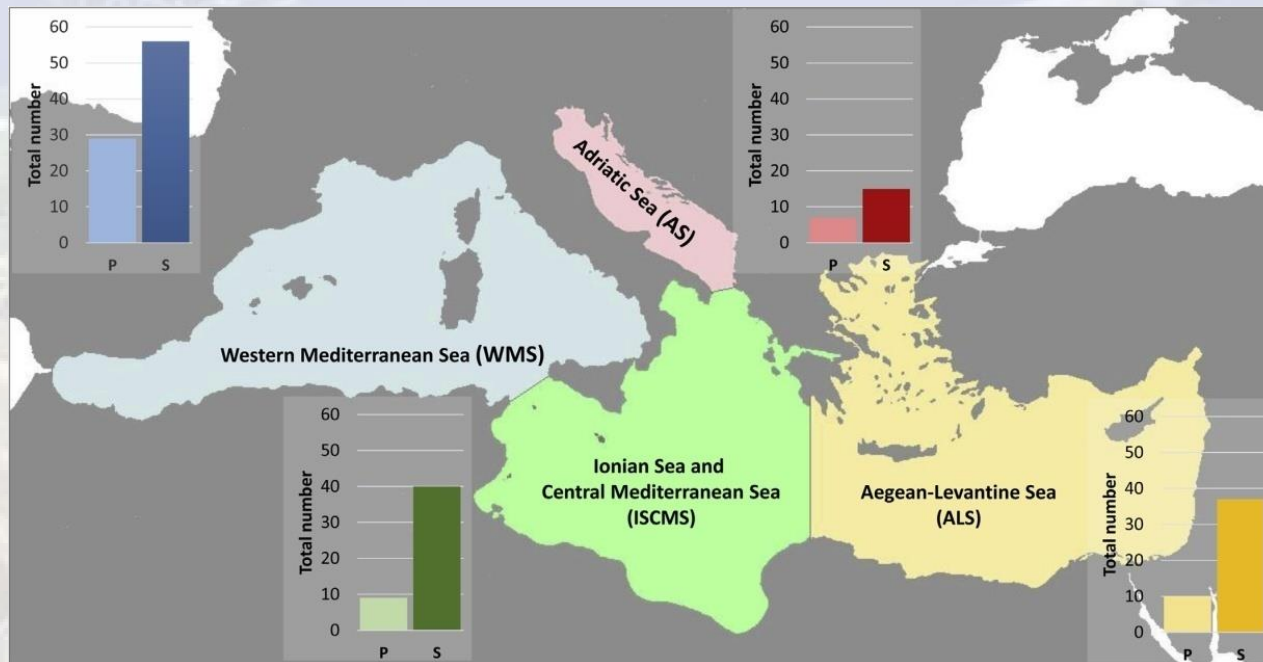 60
50
40
30
20
10
0
Total number
P S
60
50
40
30
20
10
0
Total number
P S
Adriatic Sea (AS)
Western Mediterranean Sea (WMS)
60
50
40
30
20
10
0
Total number
P S
Ionian Sea and
Central Mediterranean Sea
(ISCMS)
Aegean-Levantine Sea
(ALS)
60
50
40
30
20
10
0
Total number
P S